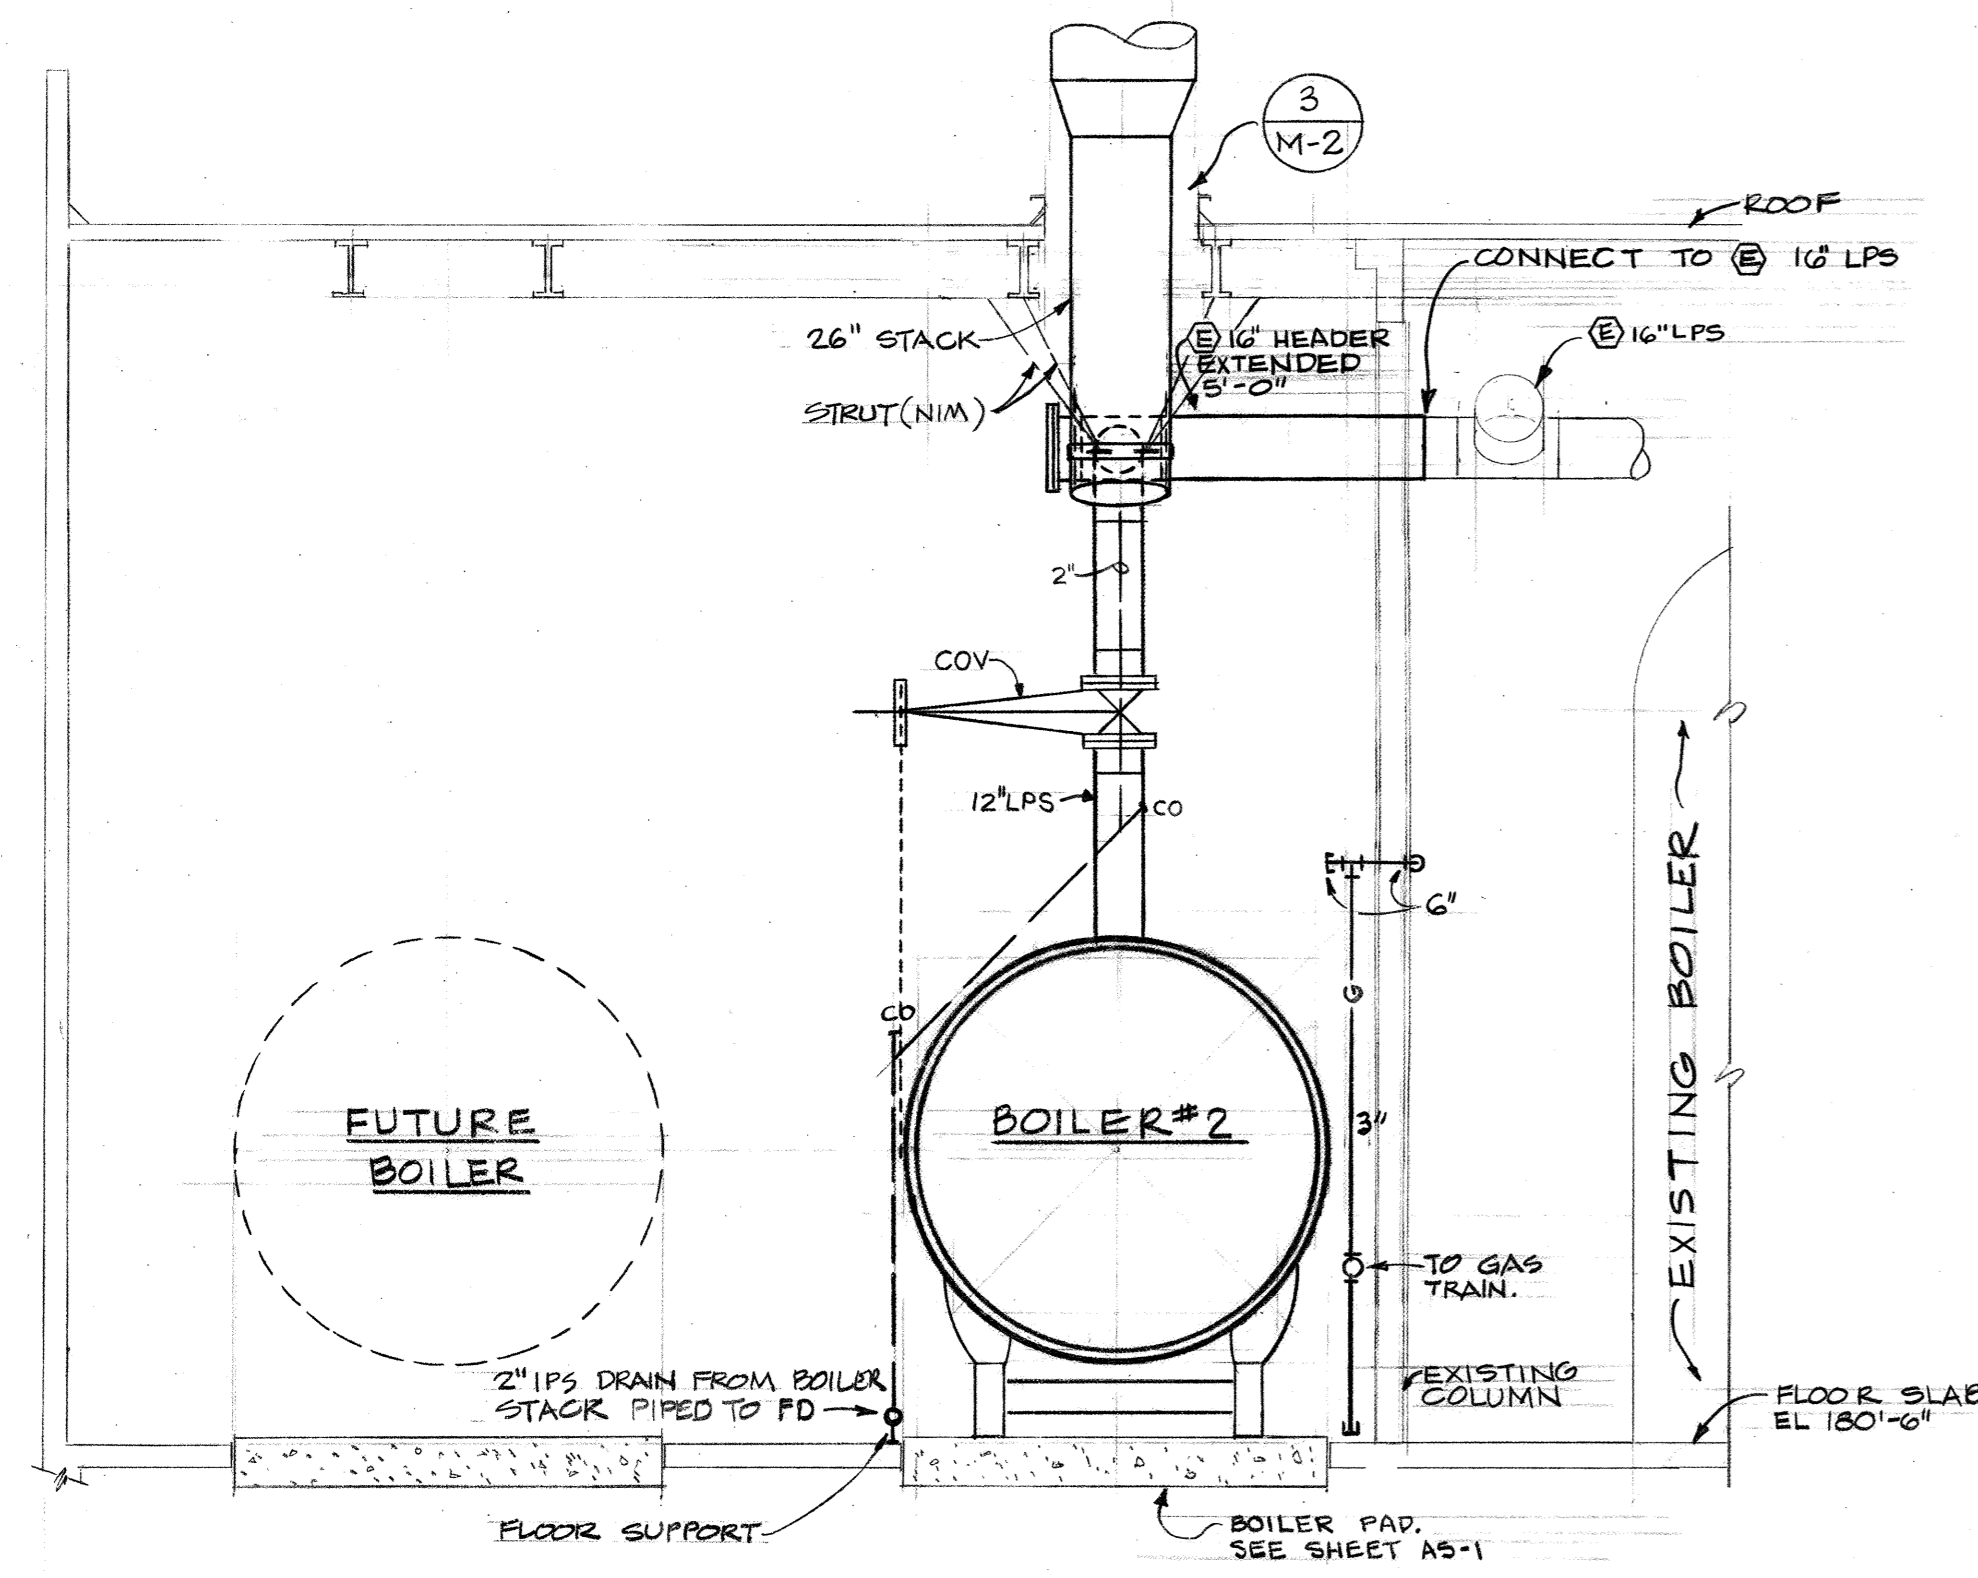 3
M-2
ROOF
CONNECT TO E 16" LPS
26" STACK
E 16" HEADER
EXTENDED
5'-0"
E 16" LPS
STRUT (NIM)
2"
COV
12" LPS
CO
6"
CO
G
FUTURE
BOILER
BOILER #2
3"
EXISTING BOILER
TO GAS
TRAIN.
2" IPS DRAIN FROM BOILER
STACK PIPED TO FD
EXISTING
COLUMN
FLOOR SLAB
EL 180'-6"
FLOOR SUPPORT
BOILER PAD.
SEE SHEET AS-1